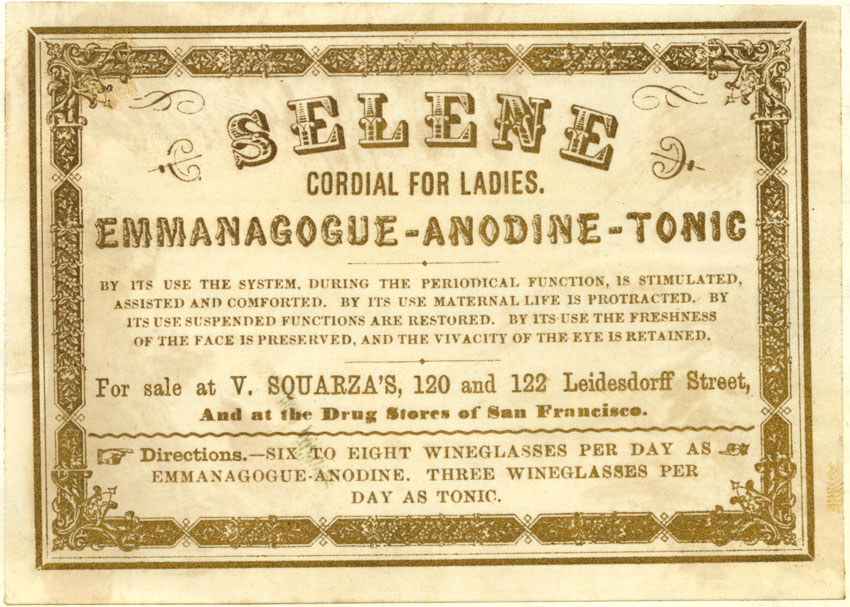 SELENE
CORDIAL FOR LADIES.
EMMANAGOGUE-ANODINE-TONIC
BY ITS USE THE SYSTEM, DURING THE PERIODICAL FUNCTION, IS STIMULATED,
ASSISTED AND COMFORTED. BY ITS USE MATERNAL LIFE IS PROTRACTED. BY
ITS USE SUSPENDED FUNCTIONS ARE RESTORED. BY ITS USE THE FRESHNESS
OF THE FACE IS PRESERVED, AND THE VIVACITY OF THE EYE IS RETAINED.
For sale at V. SQUARZA'S, 120 and 122 Leidesdorff Street,
And at the Drug Stores of San Francisco.
Directions.—SIX TO EIGHT WINEGLASSES PER DAY AS
EMMANAGOGUE-ANODINE. THREE WINEGLASSES PER
DAY AS TONIC.